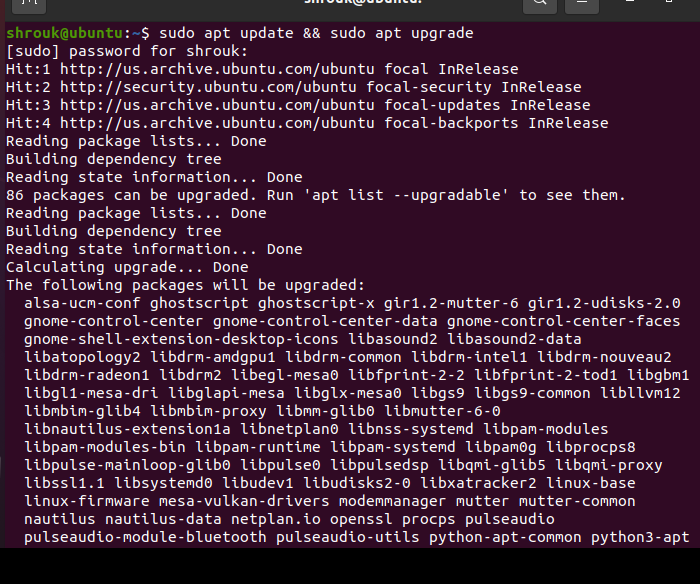 shrouk@ubuntu:~$ sudo apt update && sudo apt upgrade
[sudo] password for shrouk:
Hit:1 http://us.archive.ubuntu.com/ubuntu focal InRelease
Hit:2 http://security.ubuntu.com/ubuntu focal-security InRelease
Hit:3 http://us.archive.ubuntu.com/ubuntu focal-updates InRelease
Hit:4 http://us.archive.ubuntu.com/ubuntu focal-backports InRelease
Reading package lists... Done
Building dependency tree
Reading state information... Done
86 packages can be upgraded. Run 'apt list --upgradable' to see them.
Reading package lists... Done
Building dependency tree
Reading state information... Done
Calculating upgrade... Done
The following packages will be upgraded:
alsa-ucm-conf ghostscript ghostscript-x gir1.2-mutter-6 gir1.2-udisks-2.0
gnome-control-center gnome-control-center-data gnome-control-center-faces
gnome-shell-extension-desktop-icons libasound2 libasound2-data
libatopology2 libdrm-amdgpu1 libdrm-common libdrm-intel1 libdrm-nouveau2
libdrm-radeon1 libdrm2 libegl-mesa0 libfprint-2-2 libfprint-2-tod1 libgbm1
libgl1-mesa-dri libglapi-mesa libglx-mesa0 libgs9 libgs9-common libllvm12
libmbim-glib4 libmbim-proxy libmm-glib0 libmutter-6-0
libnautilus-extension1a libnetplan0 libnss-systemd libpam-modules
libpam-modules-bin libpam-runtime libpam-systemd libpam0g libprocps8
libpulse-mainloop-glib0 libpulse0 libpulsedsp libqmi-glib5 libqmi-proxy
libssl1.1 libsystemd0 libudev1 libudisks2-0 libxatracker2 linux-base
linux-firmware mesa-vulkan-drivers modemmanager mutter mutter-common
nautilus nautilus-data netplan.io openssl procps pulseaudio
pulseaudio-module-bluetooth pulseaudio-utils python-apt-common python3-apt